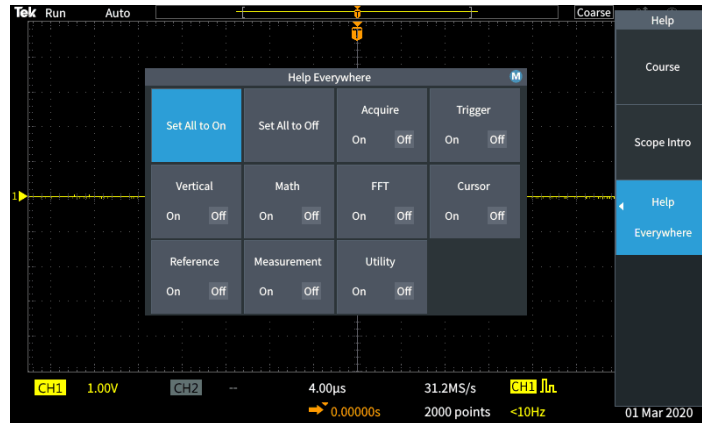 Tek Run Auto Coarse
T
Help
Help Everywhere M
Course
Set All to On Set All to Off Acquire On Off Trigger On Off
Scope Intro
Vertical On Off Math On Off FFT On Off Cursor On Off
1
Help
Everywhere
Reference On Off Measurement On Off Utility On Off
CH1 1.00V CH2 -- 4.00µs 31.2MS/s CH1
0.00000s 2000 points <10Hz 01 Mar 2020